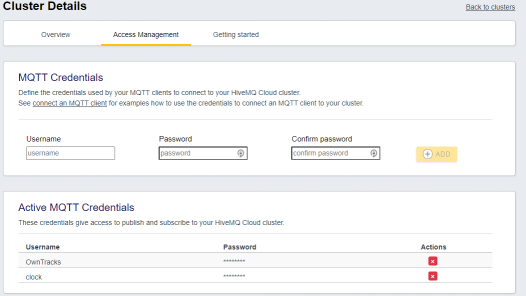 Cluster Details
Back to clusters
Overview
Access Management
Getting started
MQTT Credentials
Define the credentials used by your MQTT clients to connect to your HiveMQ Cloud cluster.
See connect an MQTT client for examples how to use the credentials to connect an MQTT client to your cluster.
Username
Password
Confirm password
username
password
confirm password
ADD
Active MQTT Credentials
These credentials give access to publish and subscribe to your HiveMQ Cloud cluster.
Username
Password
Actions
OwnTracks
********
clock
********